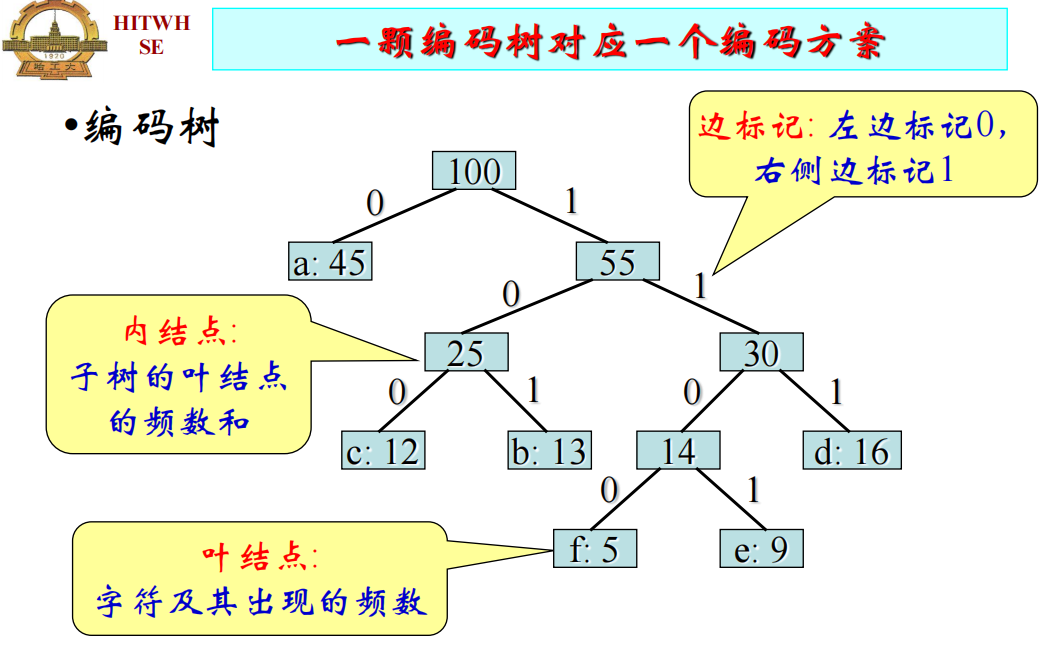 HITWH
SE
1920
哈工大
一颗编码树对应一个编码方案
•编码树
边标记: 左边标记0,
右侧边标记1
100
0
1
a: 45
55
0
1
内结点:
子树的叶结点
的频数和
25
30
0
1
0
1
c: 12
b: 13
14
d: 16
0
1
叶结点:
字符及其出现的频数
f: 5
e: 9